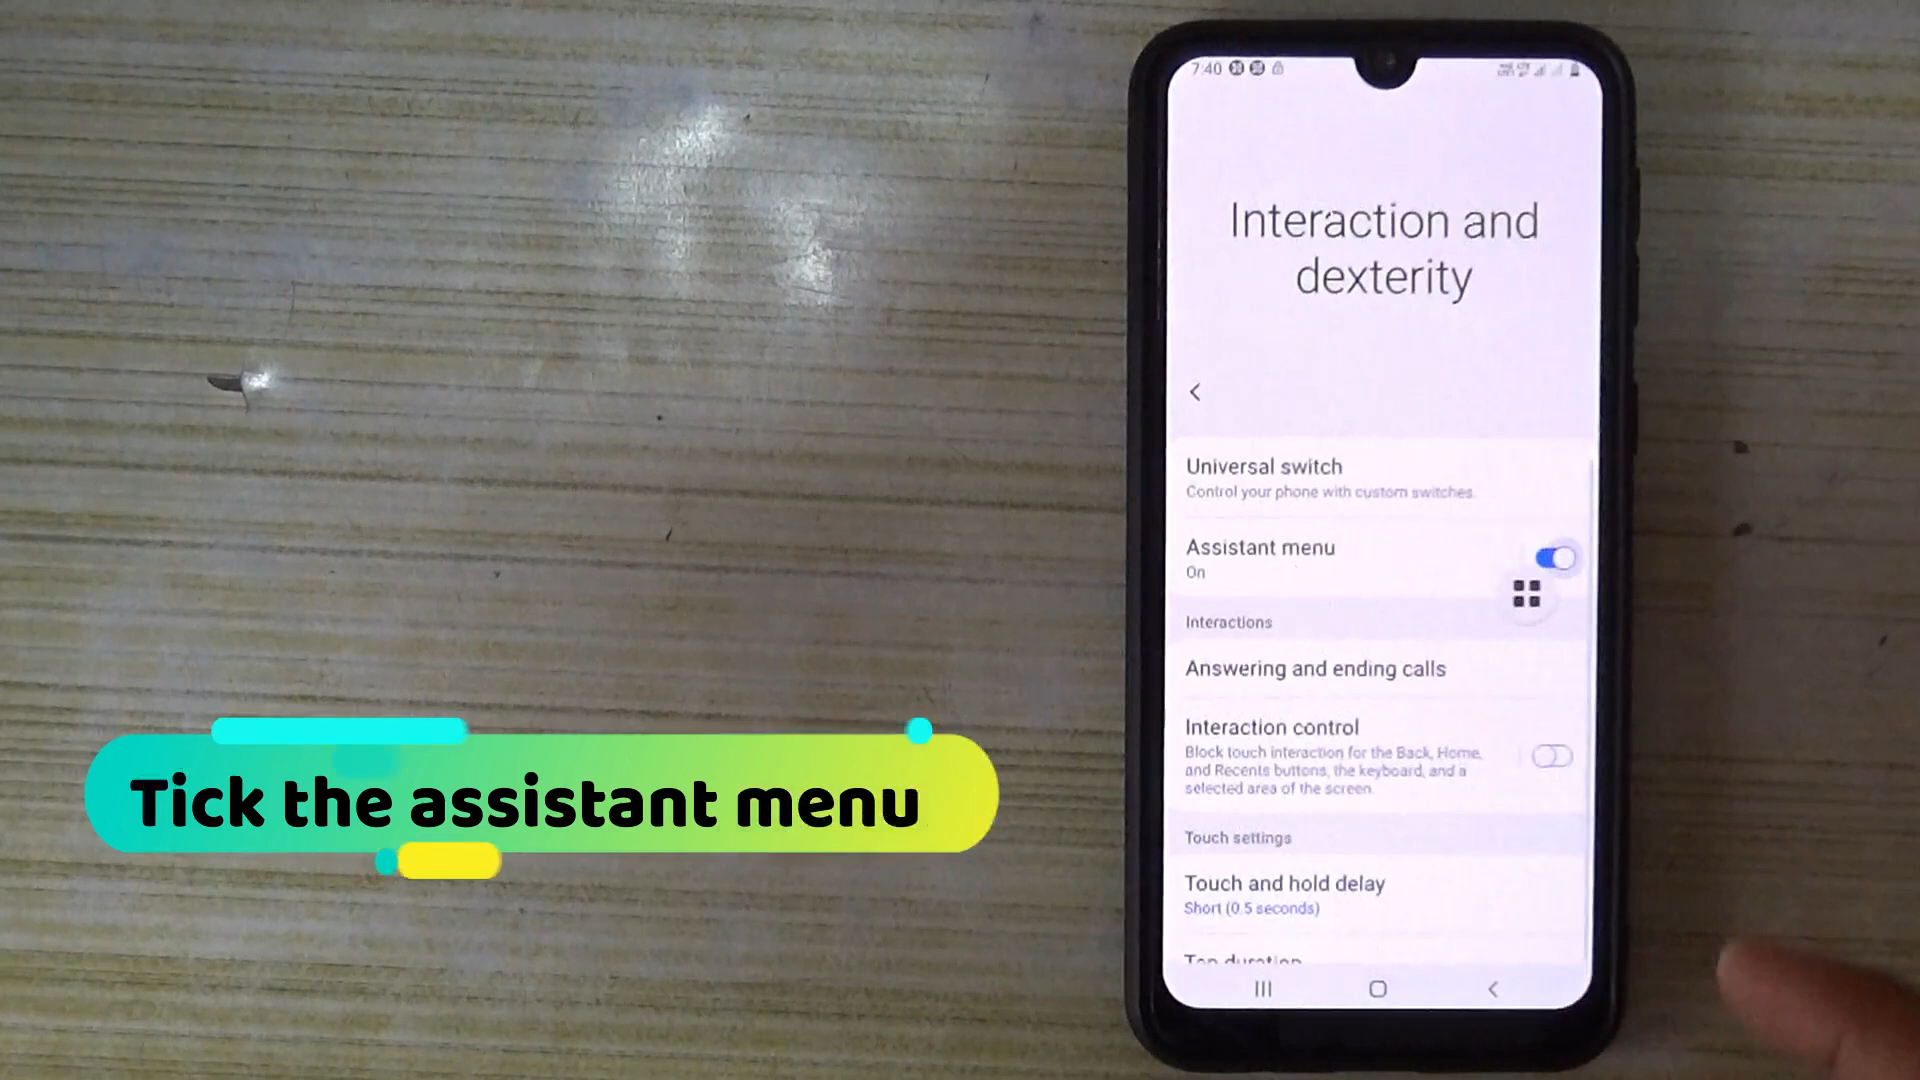 7:40
Interaction and
dexterity
Universal switch
Control your phone with custom switches.
Assistant menu
On
Interactions
Answering and ending calls
Interaction control
Block touch interaction for the Back, Home,
and Recents buttons, the keyboard, and a
selected area of the screen.
Touch settings
Touch and hold delay
Short (0.5 seconds)
Tap duration
Tick the assistant menu